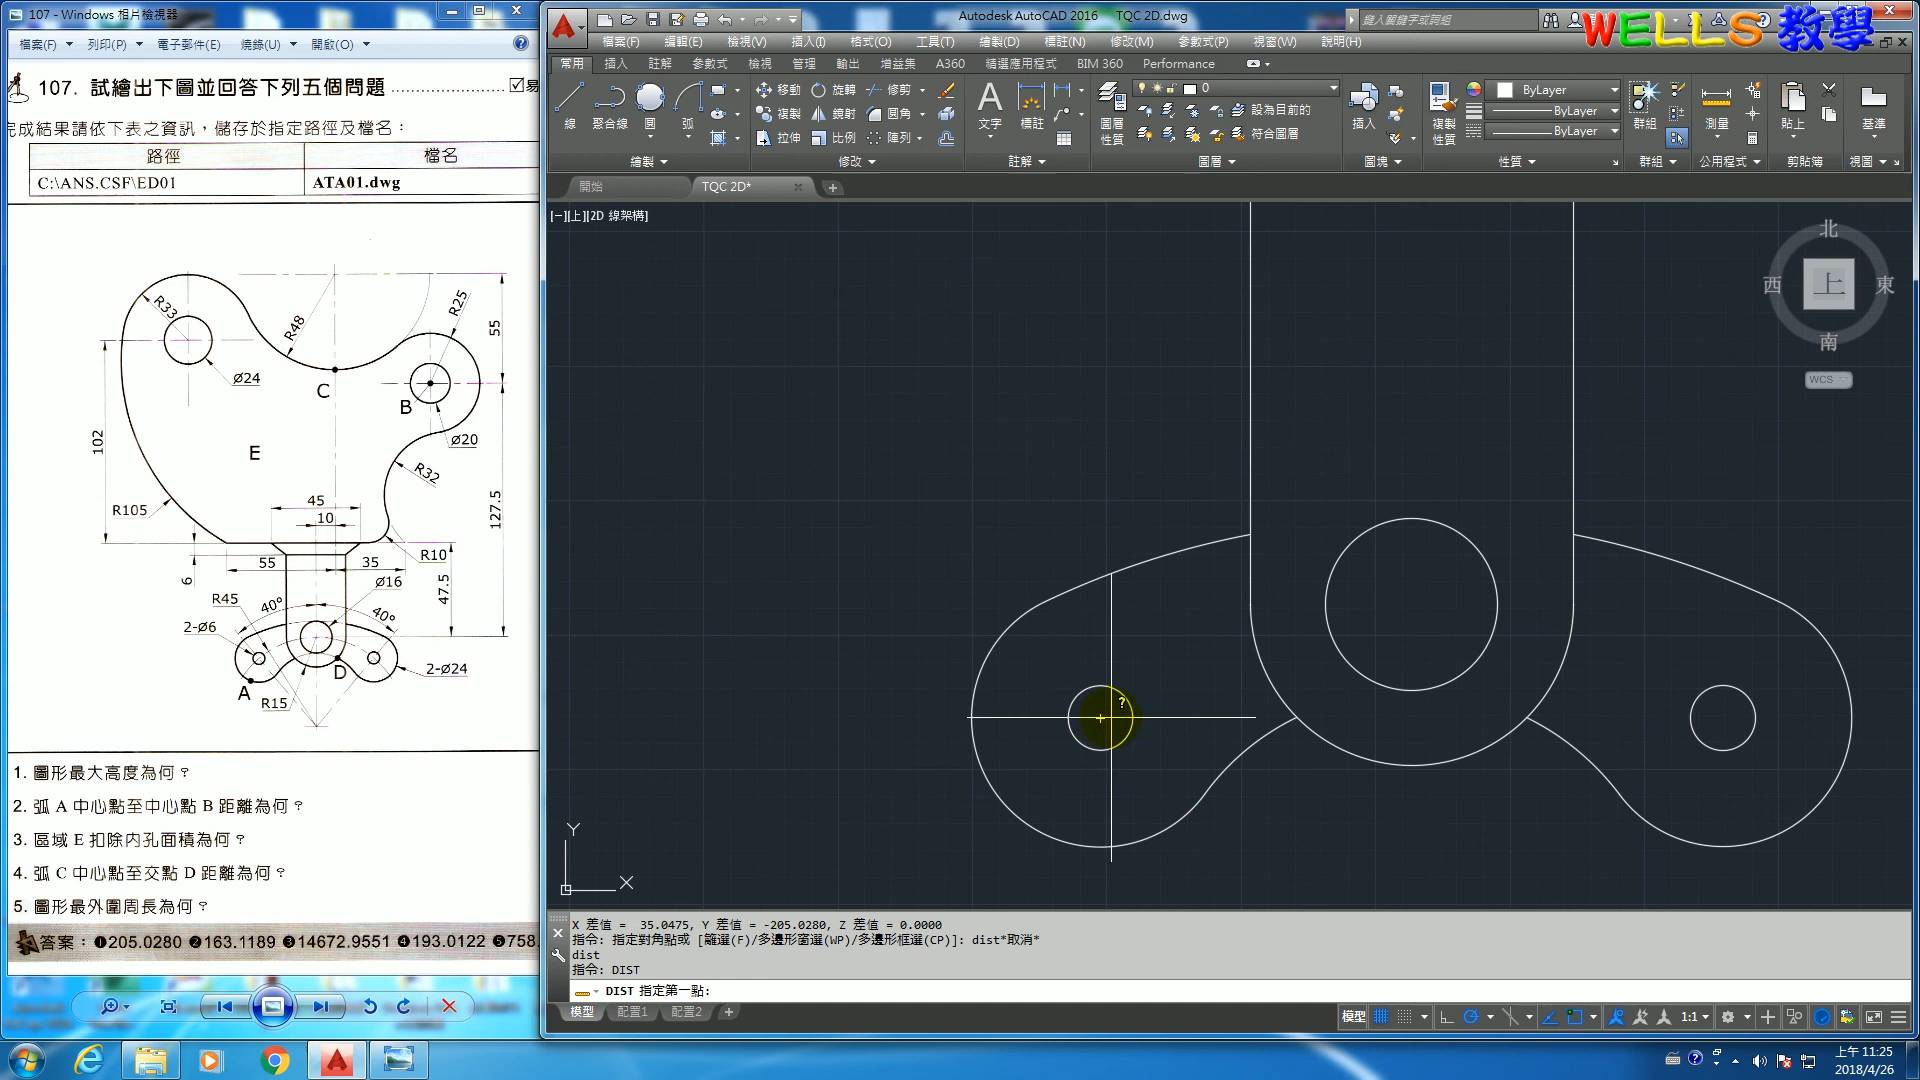 107 - Windows 相片檢視器
檔案(F) 列印(P) 電子郵件(E) 燒錄(U) 開啟(O)
107. 試繪出下圖並回答下列五個問題 ☑易
完成結果請依下表之資訊，儲存於指定路徑及檔名：
路徑 檔名
C:\ANS.CSF\ED01 ATA01.dwg
R33
R48
R25
55
Ø24
C
B
Ø20
102
E
R32
45
R105
10
127.5
R10
55 35
6
Ø16
47.5
R45
40° 40°
2-Ø6
2-Ø24
A
D
R15
1. 圖形最大高度為何？
2. 弧 A 中心點至中心點 B 距離為何？
3. 區域 E 扣除內孔面積為何？
4. 弧 C 中心點至交點 D 距離為何？
5. 圖形最外圍周長為何？
答案：❶205.0280 ❷163.1189 ❸14672.9551 ❹193.0122 ❺758.
Autodesk AutoCAD 2016 TQC 2D.dwg
鍵入關鍵字或詞組
WELLS 教學
檔案(F) 編輯(E) 檢視(V) 插入(I) 格式(O) 工具(T) 繪製(D) 標註(N) 修改(M) 參數式(P) 視窗(W) 說明(H)
常用 插入 註解 參數式 檢視 管理 輸出 增益集 A360 精選應用程式 BIM 360 Performance
線 聚合線 圓 弧
移動 旋轉 修剪
複製 鏡射 圓角
拉伸 比例 陣列
文字 標註
圖層性質
0
設為目前的
符合圖層
插入
複製性質
ByLayer
ByLayer
ByLayer
群組 測量 貼上 基準
繪製 修改 註解 圖層 圖塊 性質 群組 公用程式 剪貼簿 視圖
開始 TQC 2D*
[−][上][2D 線架構]
北
西 上 東
南
WCS
Y
X
X 差值 = 35.0475, Y 差值 = -205.0280, Z 差值 = 0.0000
指令: 指定對角點或 [籬選(F)/多邊形窗選(WP)/多邊形框選(CP)]: dist*取消*
dist
指令: DIST
DIST 指定第一點:
模型 配置1 配置2
模型 1:1
上午 11:25
2018/4/26